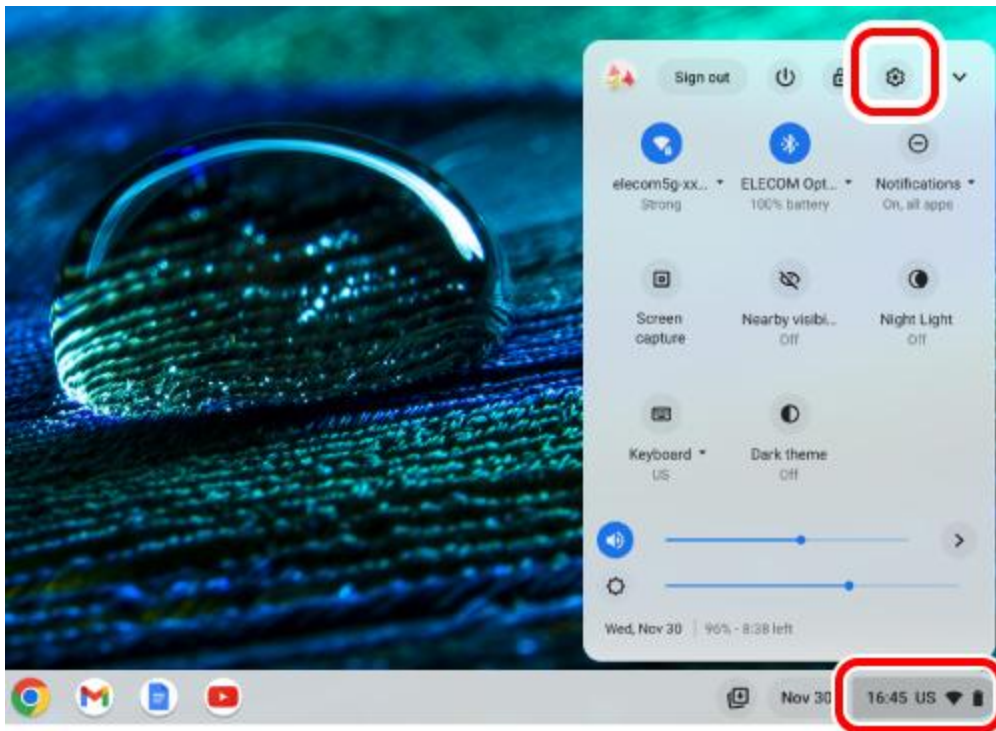 Sign out
elecom5g-xx...
Strong
ELECOM Opt...
100% battery
Notifications
On, all apps
Screen
capture
Nearby visibi...
Off
Night Light
Off
Keyboard
US
Dark theme
Off
Wed, Nov 30 | 96% - 8:38 left
Nov 30
16:45 US